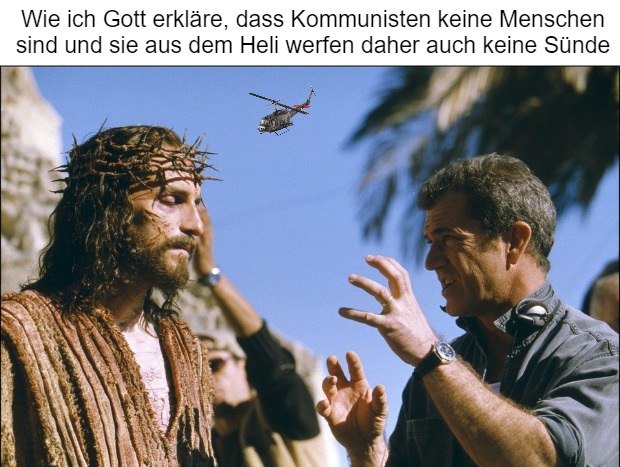 Wie ich Gott erkläre, dass Kommunisten keine Menschen
sind und sie aus dem Heli werfen daher auch keine Sünde